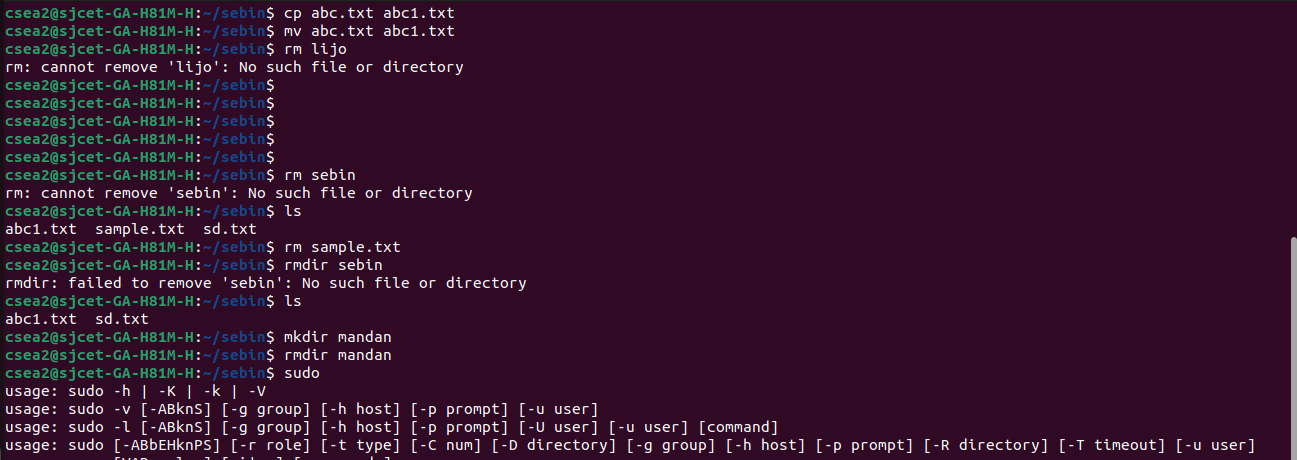 csea2@sjcet-GA-H81M-H:~/sebin$ cp abc.txt abc1.txt
csea2@sjcet-GA-H81M-H:~/sebin$ mv abc.txt abc1.txt
csea2@sjcet-GA-H81M-H:~/sebin$ rm lijo
rm: cannot remove 'lijo': No such file or directory
csea2@sjcet-GA-H81M-H:~/sebin$
csea2@sjcet-GA-H81M-H:~/sebin$
csea2@sjcet-GA-H81M-H:~/sebin$
csea2@sjcet-GA-H81M-H:~/sebin$
csea2@sjcet-GA-H81M-H:~/sebin$
csea2@sjcet-GA-H81M-H:~/sebin$ rm sebin
rm: cannot remove 'sebin': No such file or directory
csea2@sjcet-GA-H81M-H:~/sebin$ ls
abc1.txt  sample.txt  sd.txt
csea2@sjcet-GA-H81M-H:~/sebin$ rm sample.txt
csea2@sjcet-GA-H81M-H:~/sebin$ rmdir sebin
rmdir: failed to remove 'sebin': No such file or directory
csea2@sjcet-GA-H81M-H:~/sebin$ ls
abc1.txt  sd.txt
csea2@sjcet-GA-H81M-H:~/sebin$ mkdir mandan
csea2@sjcet-GA-H81M-H:~/sebin$ rmdir mandan
csea2@sjcet-GA-H81M-H:~/sebin$ sudo
usage: sudo -h | -K | -k | -V
usage: sudo -v [-ABknS] [-g group] [-h host] [-p prompt] [-u user]
usage: sudo -l [-ABknS] [-g group] [-h host] [-p prompt] [-U user] [-u user] [command]
usage: sudo [-ABbEHknPS] [-r role] [-t type] [-C num] [-D directory] [-g group] [-h host] [-p prompt] [-R directory] [-T timeout] [-u user]